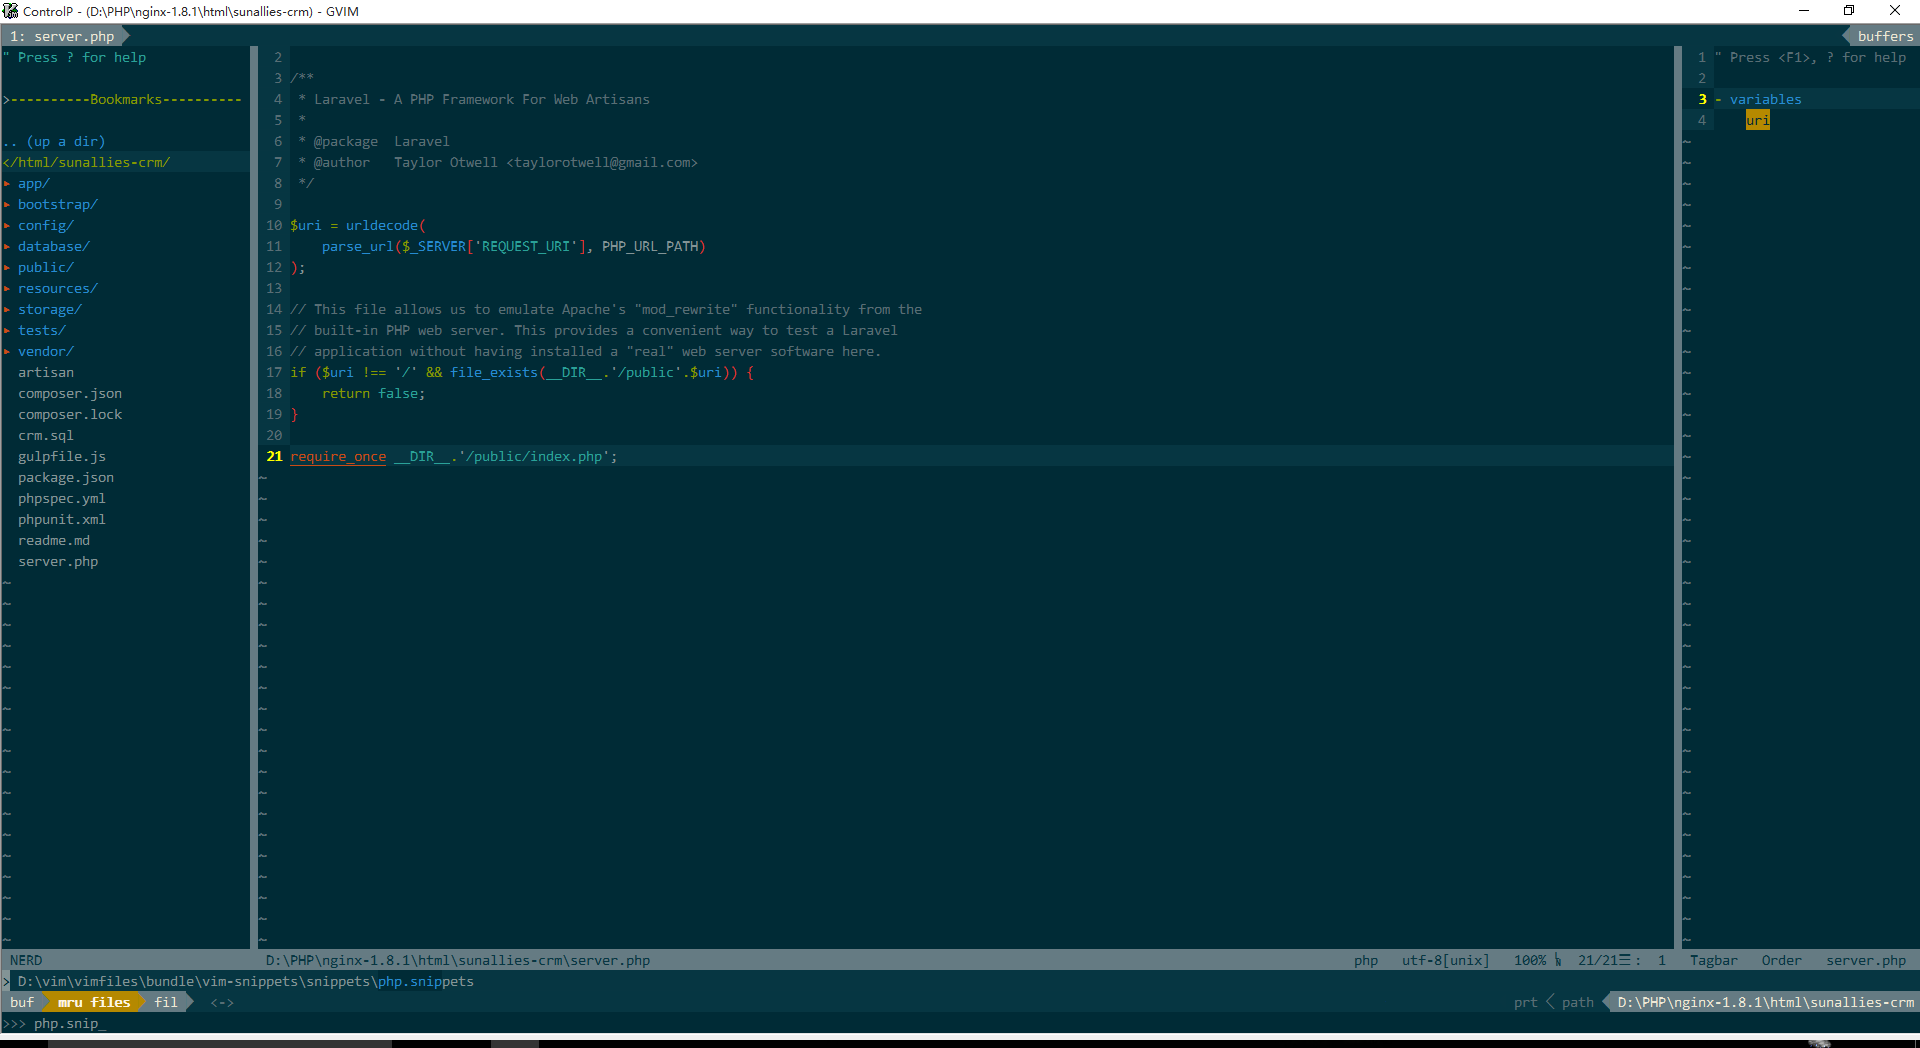 ControlP - (D:\PHP\nginx-1.8.1\html\sunallies-crm) - GVIM
1: server.php
buffers
" Press ? for help
>----------Bookmarks----------
.. (up a dir)
</html/sunallies-crm/
▸ app/
▸ bootstrap/
▸ config/
▸ database/
▸ public/
▸ resources/
▸ storage/
▸ tests/
▸ vendor/
artisan
composer.json
composer.lock
crm.sql
gulpfile.js
package.json
phpspec.yml
phpunit.xml
readme.md
server.php
2
3 /**
4  * Laravel - A PHP Framework For Web Artisans
5  *
6  * @package  Laravel
7  * @author   Taylor Otwell <taylorotwell@gmail.com>
8  */
9
10 $uri = urldecode(
11     parse_url($_SERVER['REQUEST_URI'], PHP_URL_PATH)
12 );
13
14 // This file allows us to emulate Apache's "mod_rewrite" functionality from the
15 // built-in PHP web server. This provides a convenient way to test a Laravel
16 // application without having installed a "real" web server software here.
17 if ($uri !== '/' && file_exists(__DIR__.'/public'.$uri)) {
18     return false;
19 }
20
21 require_once __DIR__.'/public/index.php';
1 " Press <F1>, ? for help
2
3 - variables
4     uri
NERD
D:\PHP\nginx-1.8.1\html\sunallies-crm\server.php
php utf-8[unix] 100% 21/21☰: 1
Tagbar Order server.php
> D:\vim\vimfiles\bundle\vim-snippets\snippets\php.snippets
buf mru files fil <->
prt path D:\PHP\nginx-1.8.1\html\sunallies-crm
>>> php.snip_